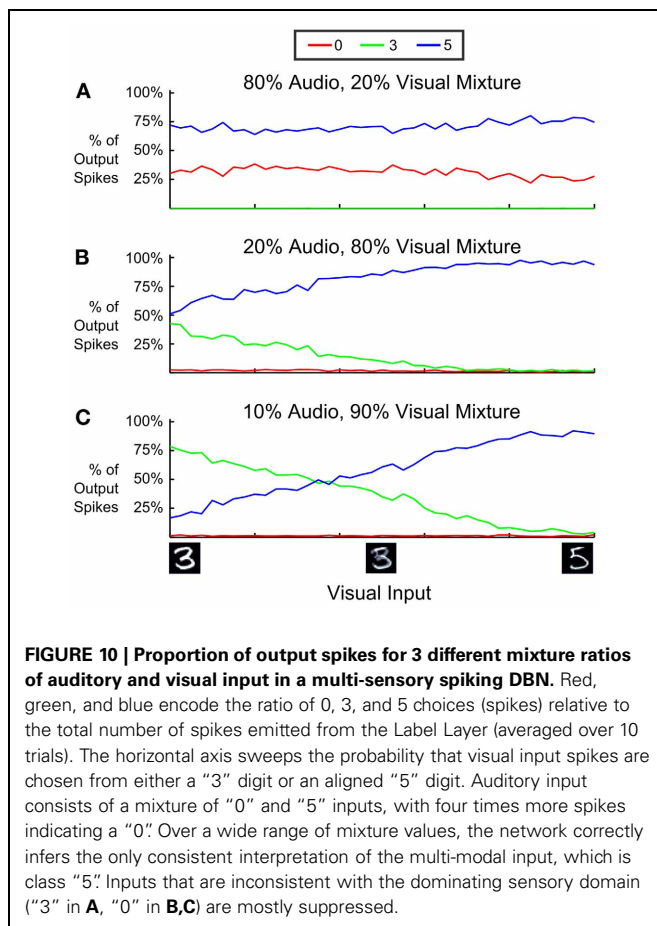 0 3 5
A
80% Audio, 20% Visual Mixture
100%
75%
% of
Output
Spikes
50%
25%
B
20% Audio, 80% Visual Mixture
100%
75%
% of
Output
Spikes
50%
25%
C
10% Audio, 90% Visual Mixture
100%
75%
% of
Output
Spikes
50%
25%
3 3 5
Visual Input
FIGURE 10 | Proportion of output spikes for 3 different mixture ratios
of auditory and visual input in a multi-sensory spiking DBN. Red,
green, and blue encode the ratio of 0, 3, and 5 choices (spikes) relative to
the total number of spikes emitted from the Label Layer (averaged over 10
trials). The horizontal axis sweeps the probability that visual input spikes are
chosen from either a “3” digit or an aligned “5” digit. Auditory input
consists of a mixture of “0” and “5” inputs, with four times more spikes
indicating a “0”. Over a wide range of mixture values, the network correctly
infers the only consistent interpretation of the multi-modal input, which is
class “5”. Inputs that are inconsistent with the dominating sensory domain
(“3” in A, “0” in B,C) are mostly suppressed.